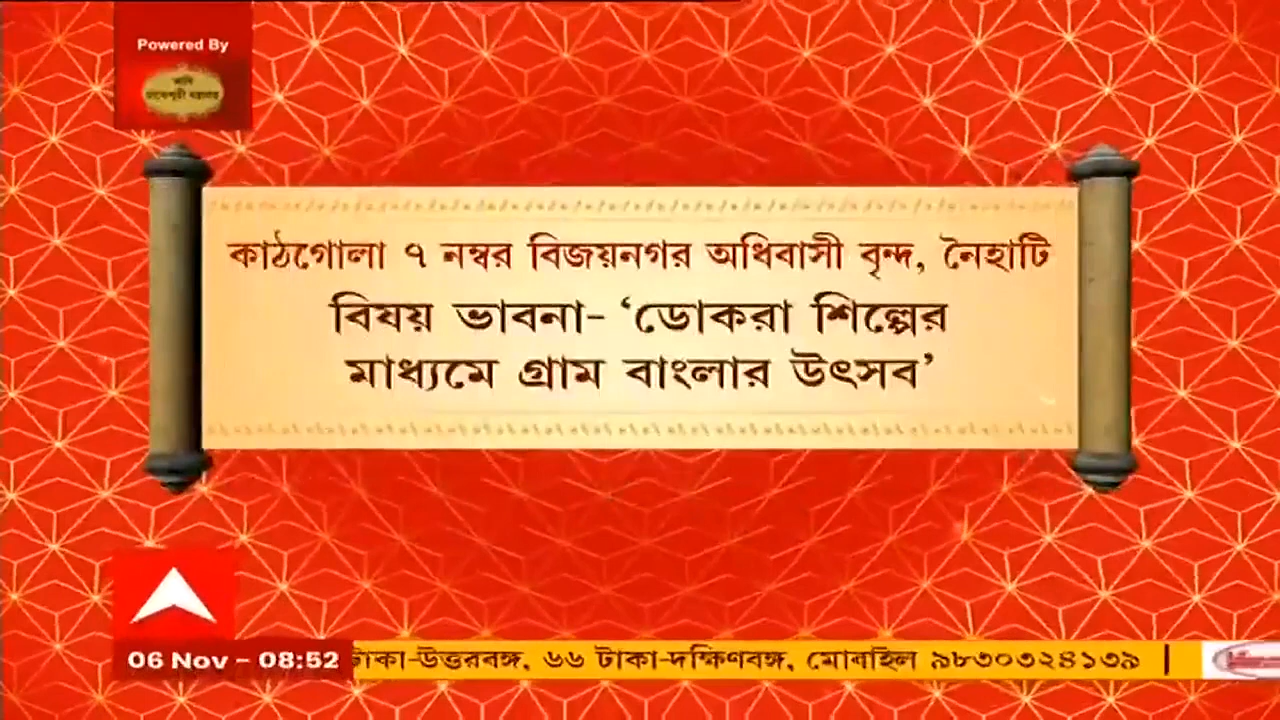 Powered By
কাঠগোলা ৭ নম্বর বিজয়নগর অধিবাসী বৃন্দ, নৈহাটি
বিষয় ভাবনা- ‘ডোকরা শিল্পের
মাধ্যমে গ্রাম বাংলার উৎসব’
06 Nov - 08:52
টাকা-উত্তরবঙ্গ, ৬৬ টাকা-দক্ষিণবঙ্গ, মোবাইল ৯৮৩০৩২৪১৩৯ |